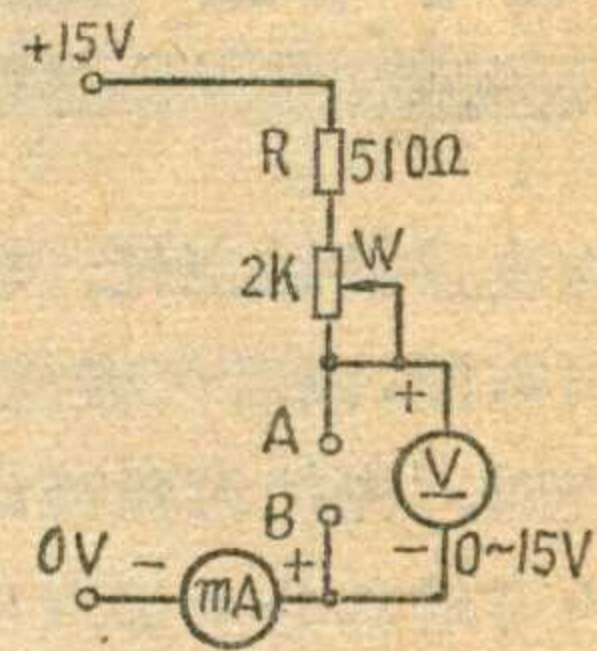 +15V
R 510Ω
2K W
+
A
V
B
0V - mA + - 0~15V